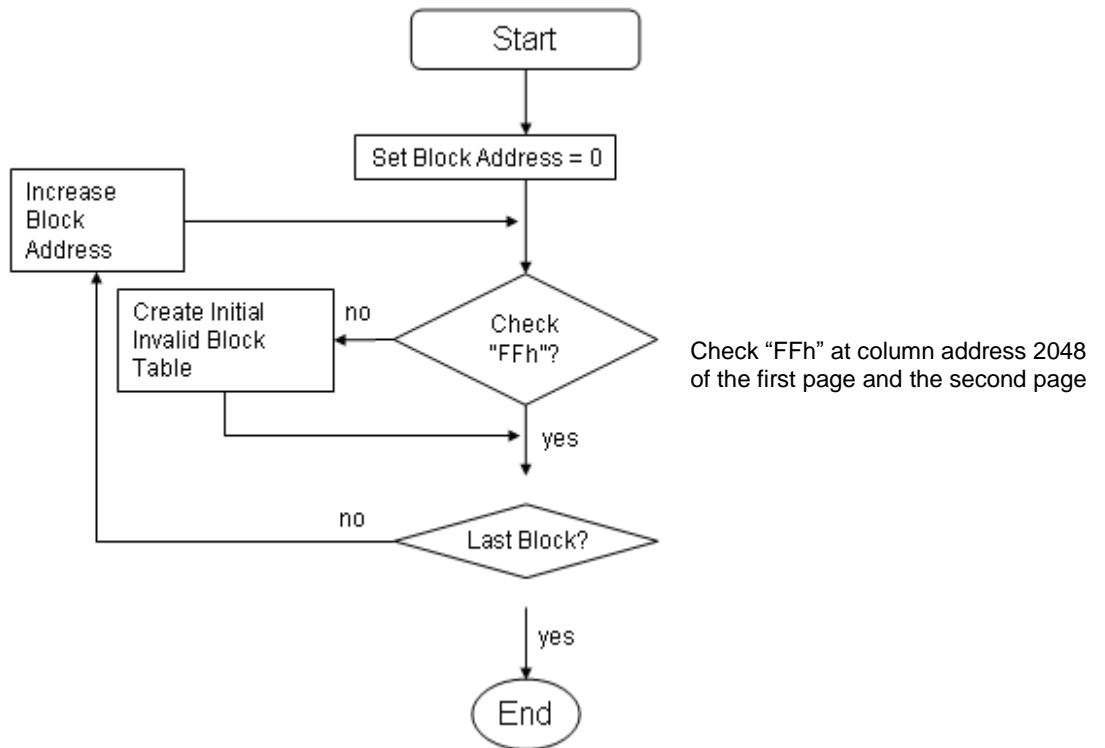 Start
Set Block Address = 0
Increase
Block
Address
Create Initial
Invalid Block
Table
no
Check
"FFh"?
Check “FFh” at column address 2048
of the first page and the second page
yes
no
Last Block?
yes
End